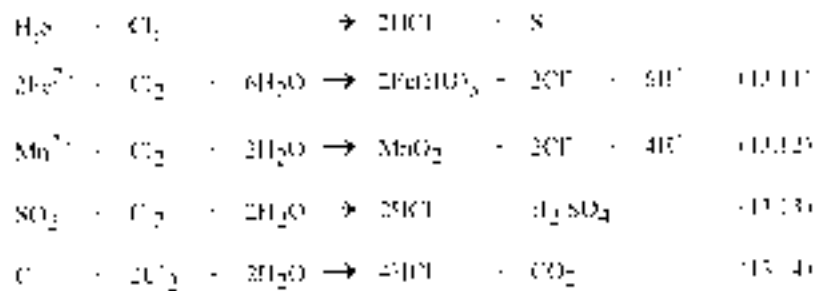 H₂S + Cl₂ → 2HCl + S
2Fe²⁺ + Cl₂ + 6H₂O → 2Fe(OH)₃ + 2Cl⁻ + 6H⁺
Mn²⁺ + Cl₂ + 2H₂O → MnO₂ + 2Cl⁻ + 4H⁺
SO₂ + Cl₂ + 2H₂O → 2HCl + H₂SO₄
C + 2Cl₂ + 2H₂O → 4HCl + CO₂